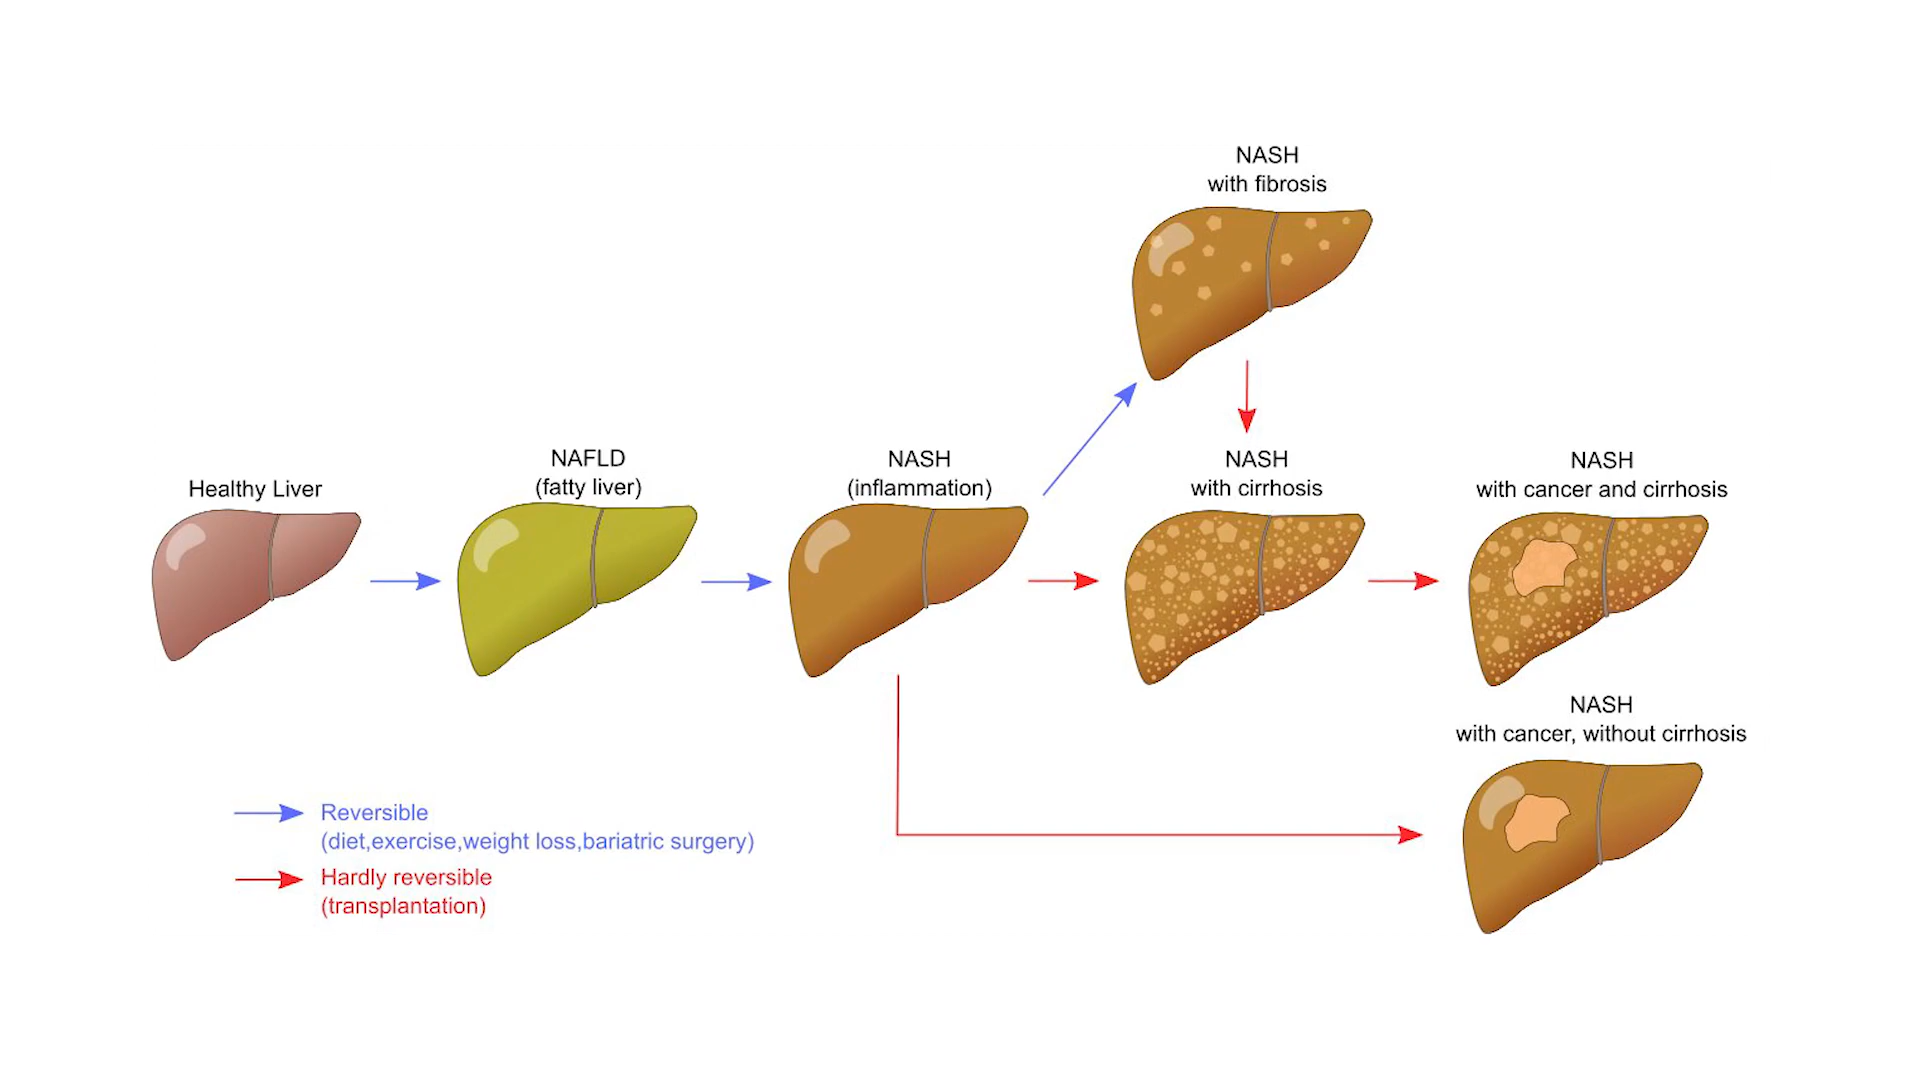 NASH
with fibrosis
Healthy Liver
NAFLD
(fatty liver)
NASH
(inflammation)
NASH
with cirrhosis
NASH
with cancer and cirrhosis
NASH
with cancer, without cirrhosis
Reversible
(diet,exercise,weight loss,bariatric surgery)
Hardly reversible
(transplantation)